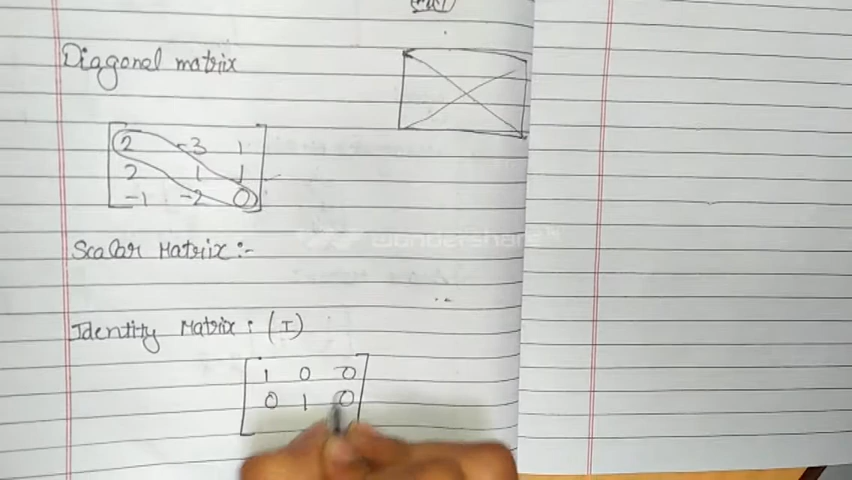 Diagonal matrix
2 -3 1
2 1 1
-1 -2 0
Scalar Matrix :-
Identity Matrix : (I)
1 0 0
0 1 0
wondershare